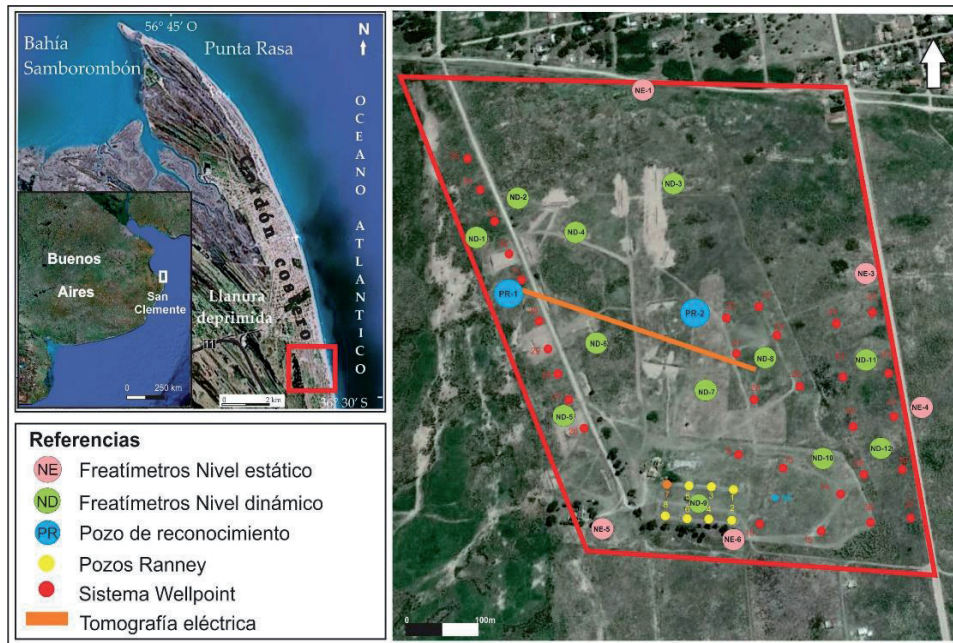 56° 45' O
Bahía
Samborombón
Punta Rasa
N
OCEANO ATLANTICO
Cordón costero
Llanura
deprimida
Buenos
Aires
San
Clemente
0 250 km
0 2 km
36° 30' S
Referencias
NE Freatímetros Nivel estático
ND Freatímetros Nivel dinámico
PR Pozo de reconocimiento
Pozos Ranney
Sistema Wellpoint
Tomografía eléctrica
NE-1
ND-3
ND-2
ND-4
ND-1
NE-3
PR-1
PR-2
ND-6
ND-8
ND-11
ND-7
NE-4
ND-5
ND-12
ND-10
ND-9
NE-5
NE-6
0 100m